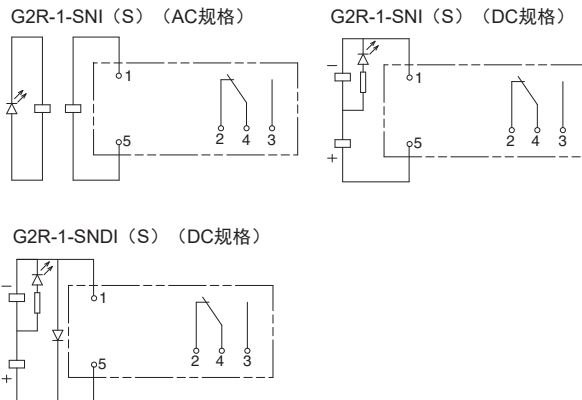 G2R-1-SNI（S）（AC规格）
1
5
2 4 3
G2R-1-SNI（S）（DC规格）
−
1
5
+
2 4 3
G2R-1-SNDI（S）（DC规格）
−
1
5
+
2 4 3